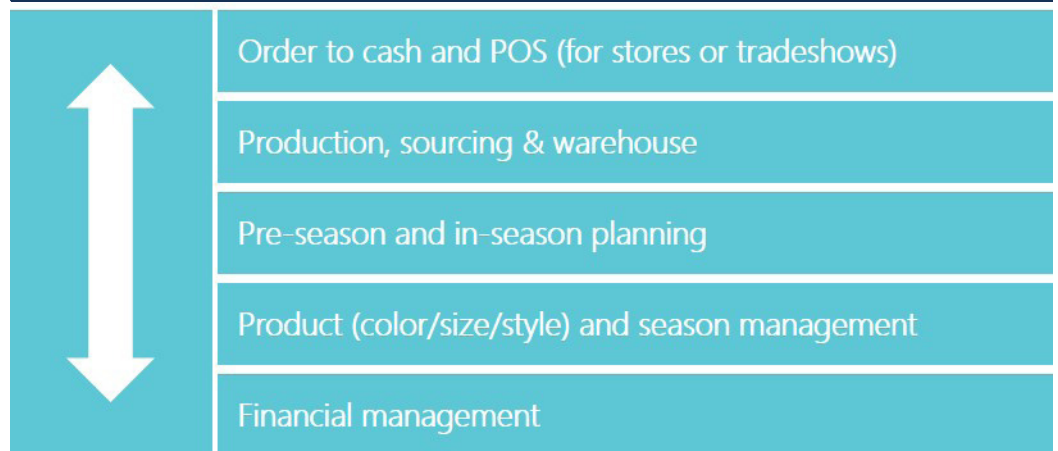 Order to cash and POS (for stores or tradeshows)
Production, sourcing & warehouse
Pre-season and in-season planning
Product (color/size/style) and season management
Financial management